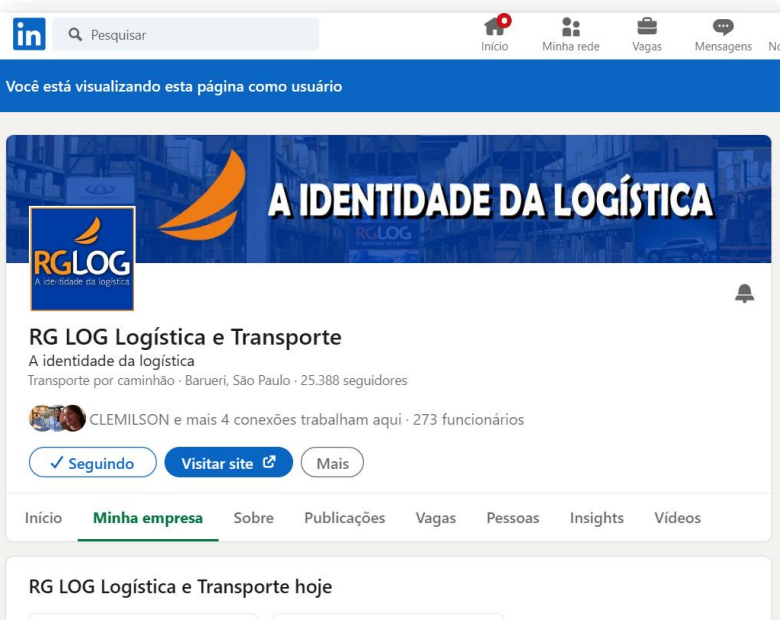 in
Pesquisar
Início
Minha rede
Vagas
Mensagens
No
Você está visualizando esta página como usuário
A IDENTIDADE DA LOGÍSTICA
RGLOG
RGLOG
A identidade da logística
RG LOG Logística e Transporte
A identidade da logística
Transporte por caminhão · Barueri, São Paulo · 25.388 seguidores
CLEMILSON e mais 4 conexões trabalham aqui · 273 funcionários
✓ Seguindo
Visitar site
Mais
Início
Minha empresa
Sobre
Publicações
Vagas
Pessoas
Insights
Vídeos
RG LOG Logística e Transporte hoje